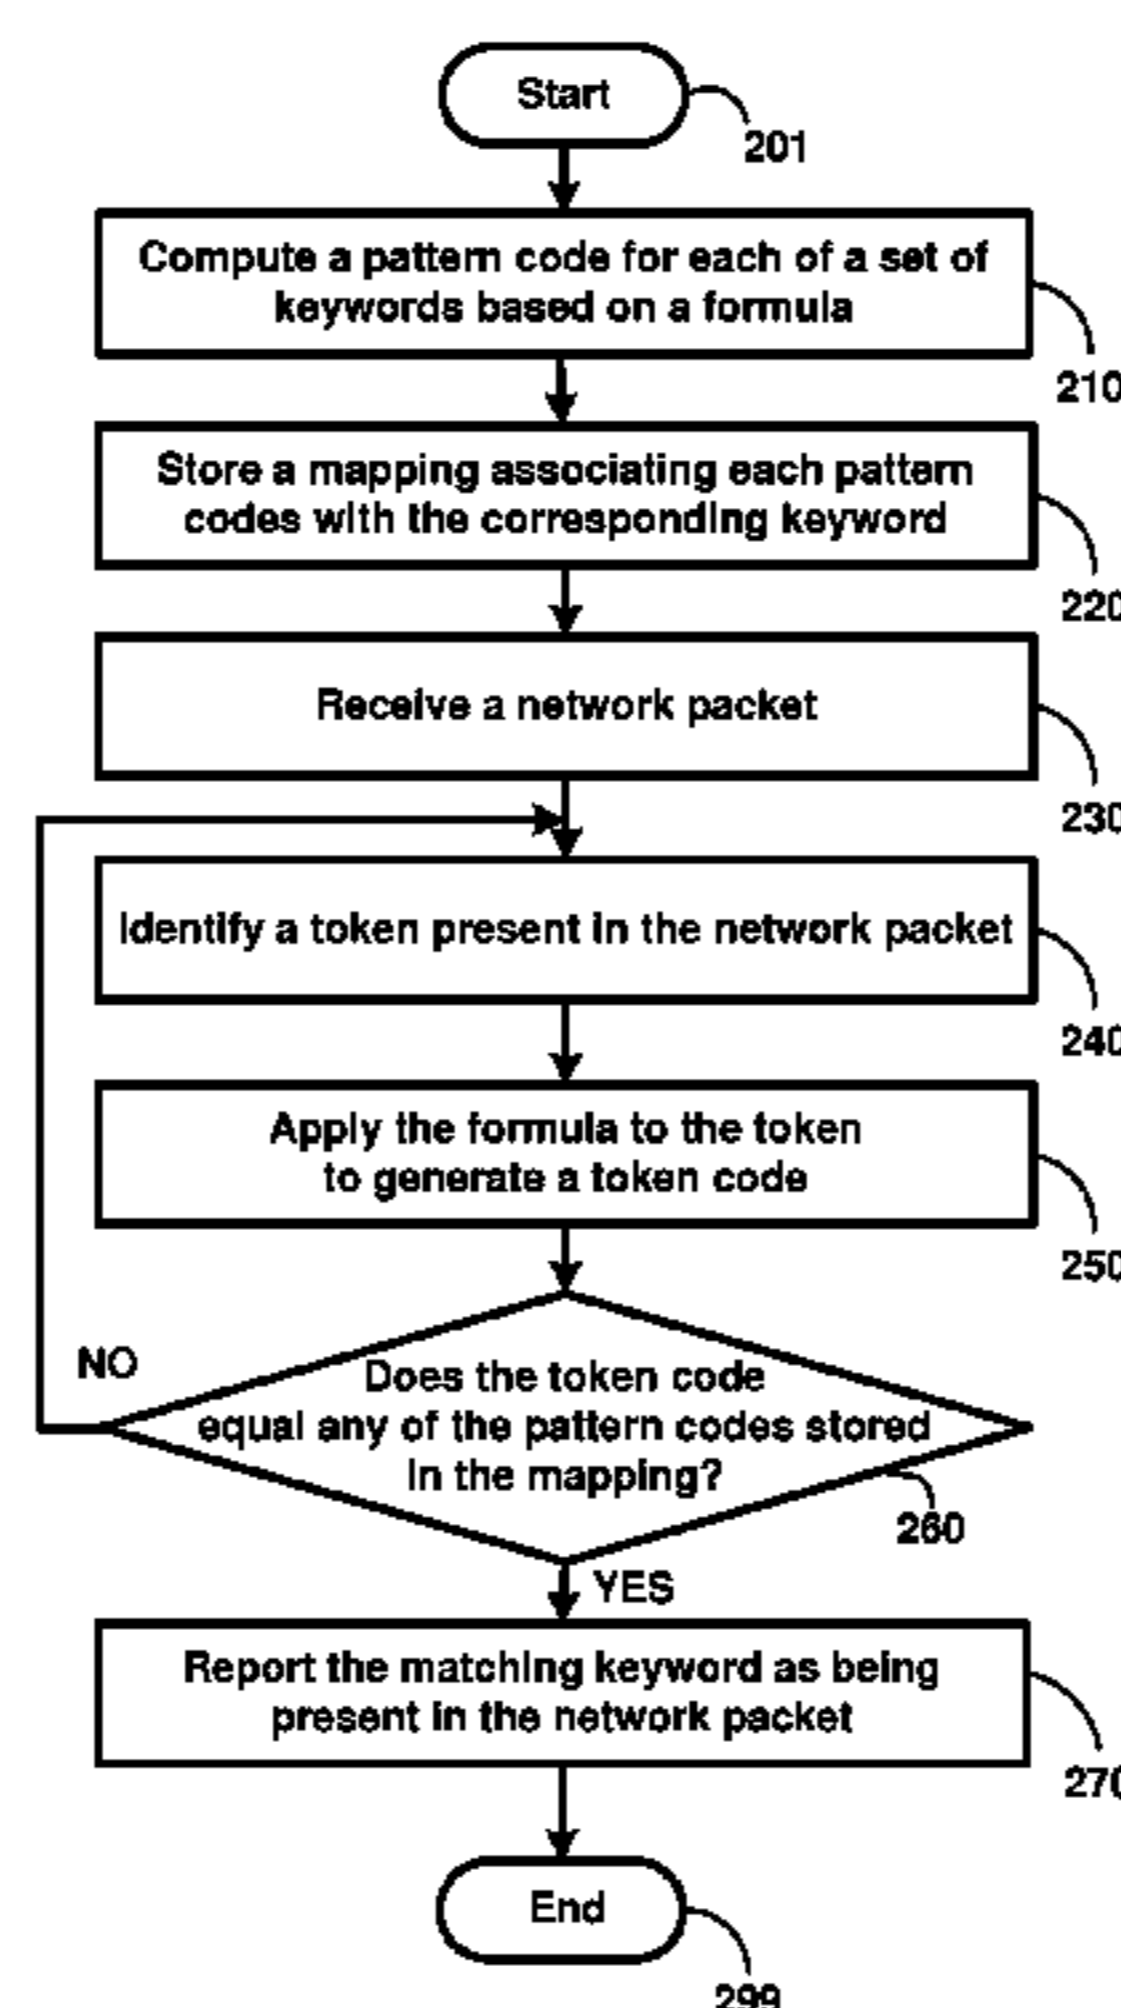 Start
201
Compute a pattern code for each of a set of
keywords based on a formula
210
Store a mapping associating each pattern
codes with the corresponding keyword
220
Receive a network packet
230
Identify a token present in the network packet
240
Apply the formula to the token
to generate a token code
250
NO
Does the token code
equal any of the pattern codes stored
in the mapping?
260
YES
Report the matching keyword as being
present in the network packet
270
End
299